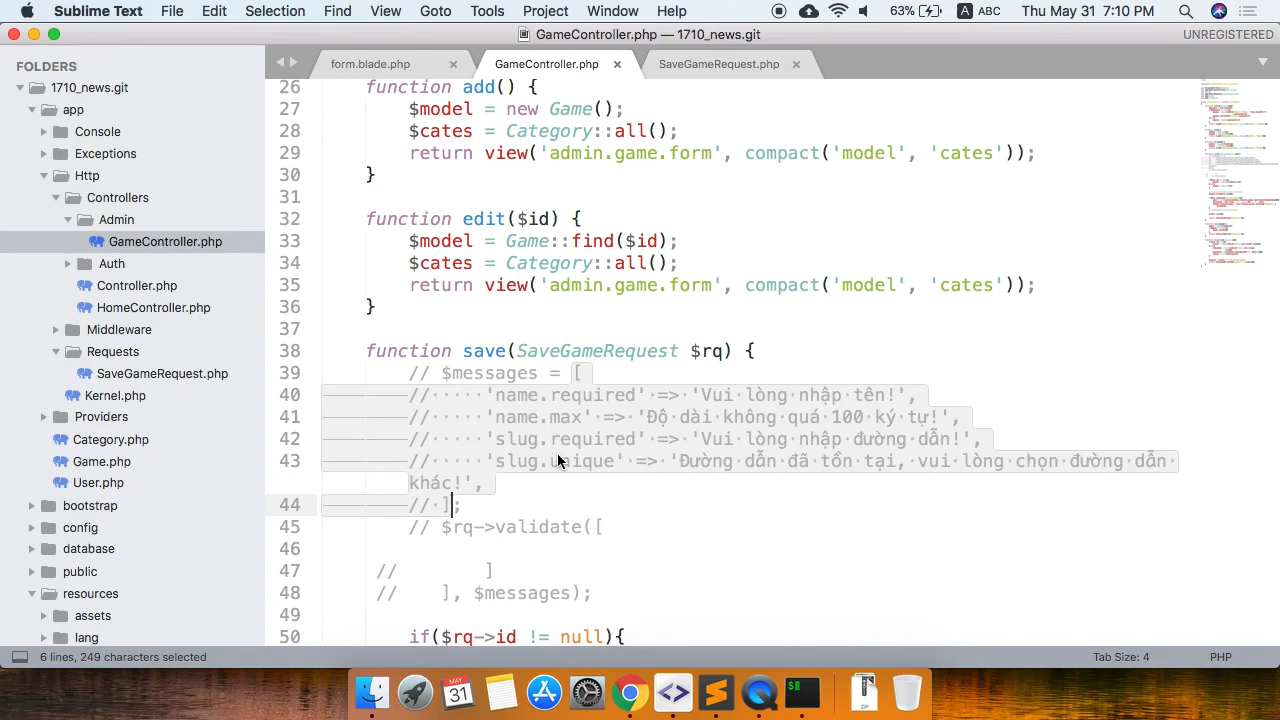 Sublime Text File Edit Selection Find View Goto Tools Project Window Help 63% A ABC Thu May 31 7:10 PM
GameController.php — 1710_news.git UNREGISTERED
FOLDERS
1710_news.git
app
Console
Exceptions
Http
Controllers
Admin
GameController.php
Auth
Controller.php
HomeController.php
Middleware
Requests
SaveGameRequest.php
Kernel.php
Providers
Category.php
Game.php
User.php
bootstrap
config
database
public
resources
assets
lang
form.blade.php GameController.php SaveGameRequest.php
26 function add() {
27 $model = new Game();
28 $cates = Category::all();
29 return view('admin.game.form', compact('model', 'cates'));
30 }
31
32 function edit($id) {
33 $model = Game::find($id);
34 $cates = Category::all();
35 return view('admin.game.form', compact('model', 'cates'));
36 }
37
38 function save(SaveGameRequest $rq) {
39 // $messages = [
40 // 'name.required' => 'Vui lòng nhập tên!',
41 // 'name.max' => 'Độ dài không quá 100 ký tự!',
42 // 'slug.required' => 'Vui lòng nhập đường dẫn!',
43 // 'slug.unique' => 'Đường dẫn đã tồn tại, vui lòng chọn đường dẫn
khác!',
44 // ];
45 // $rq->validate([
46
47 // ]
48 // ], $messages);
49
50 if($rq->id != null){
6 lines, 249 characters selected Tab Size: 4 PHP
MAY
31